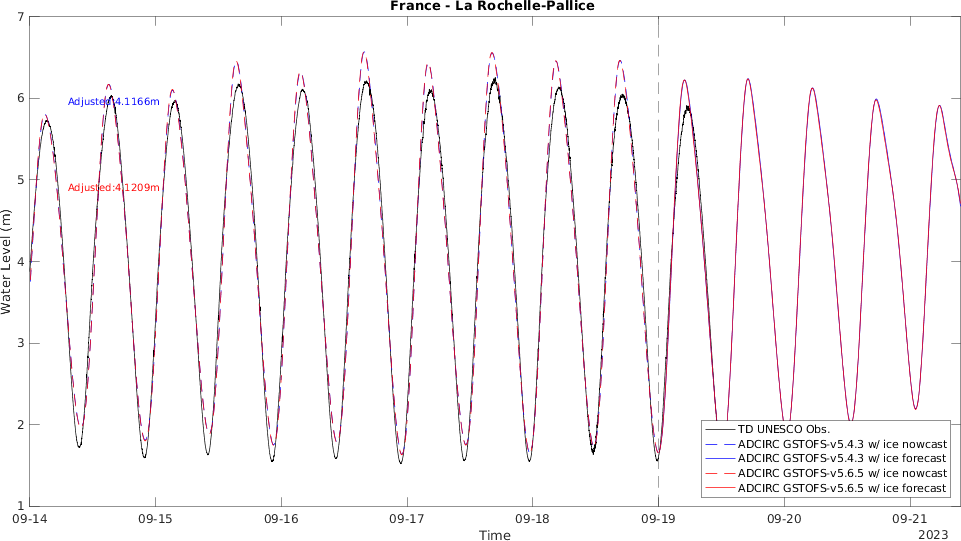 France - La Rochelle-Pallice
7
6
5
4
3
2
1
Water Level (m)
Adjusted:4.1166m
Adjusted:4.1209m
TD UNESCO Obs.
ADCIRC GSTOFS-v5.4.3 w/ ice nowcast
ADCIRC GSTOFS-v5.4.3 w/ ice forecast
ADCIRC GSTOFS-v5.6.5 w/ ice nowcast
ADCIRC GSTOFS-v5.6.5 w/ ice forecast
09-14 09-15 09-16 09-17 09-18 09-19 09-20 09-21
Time
2023